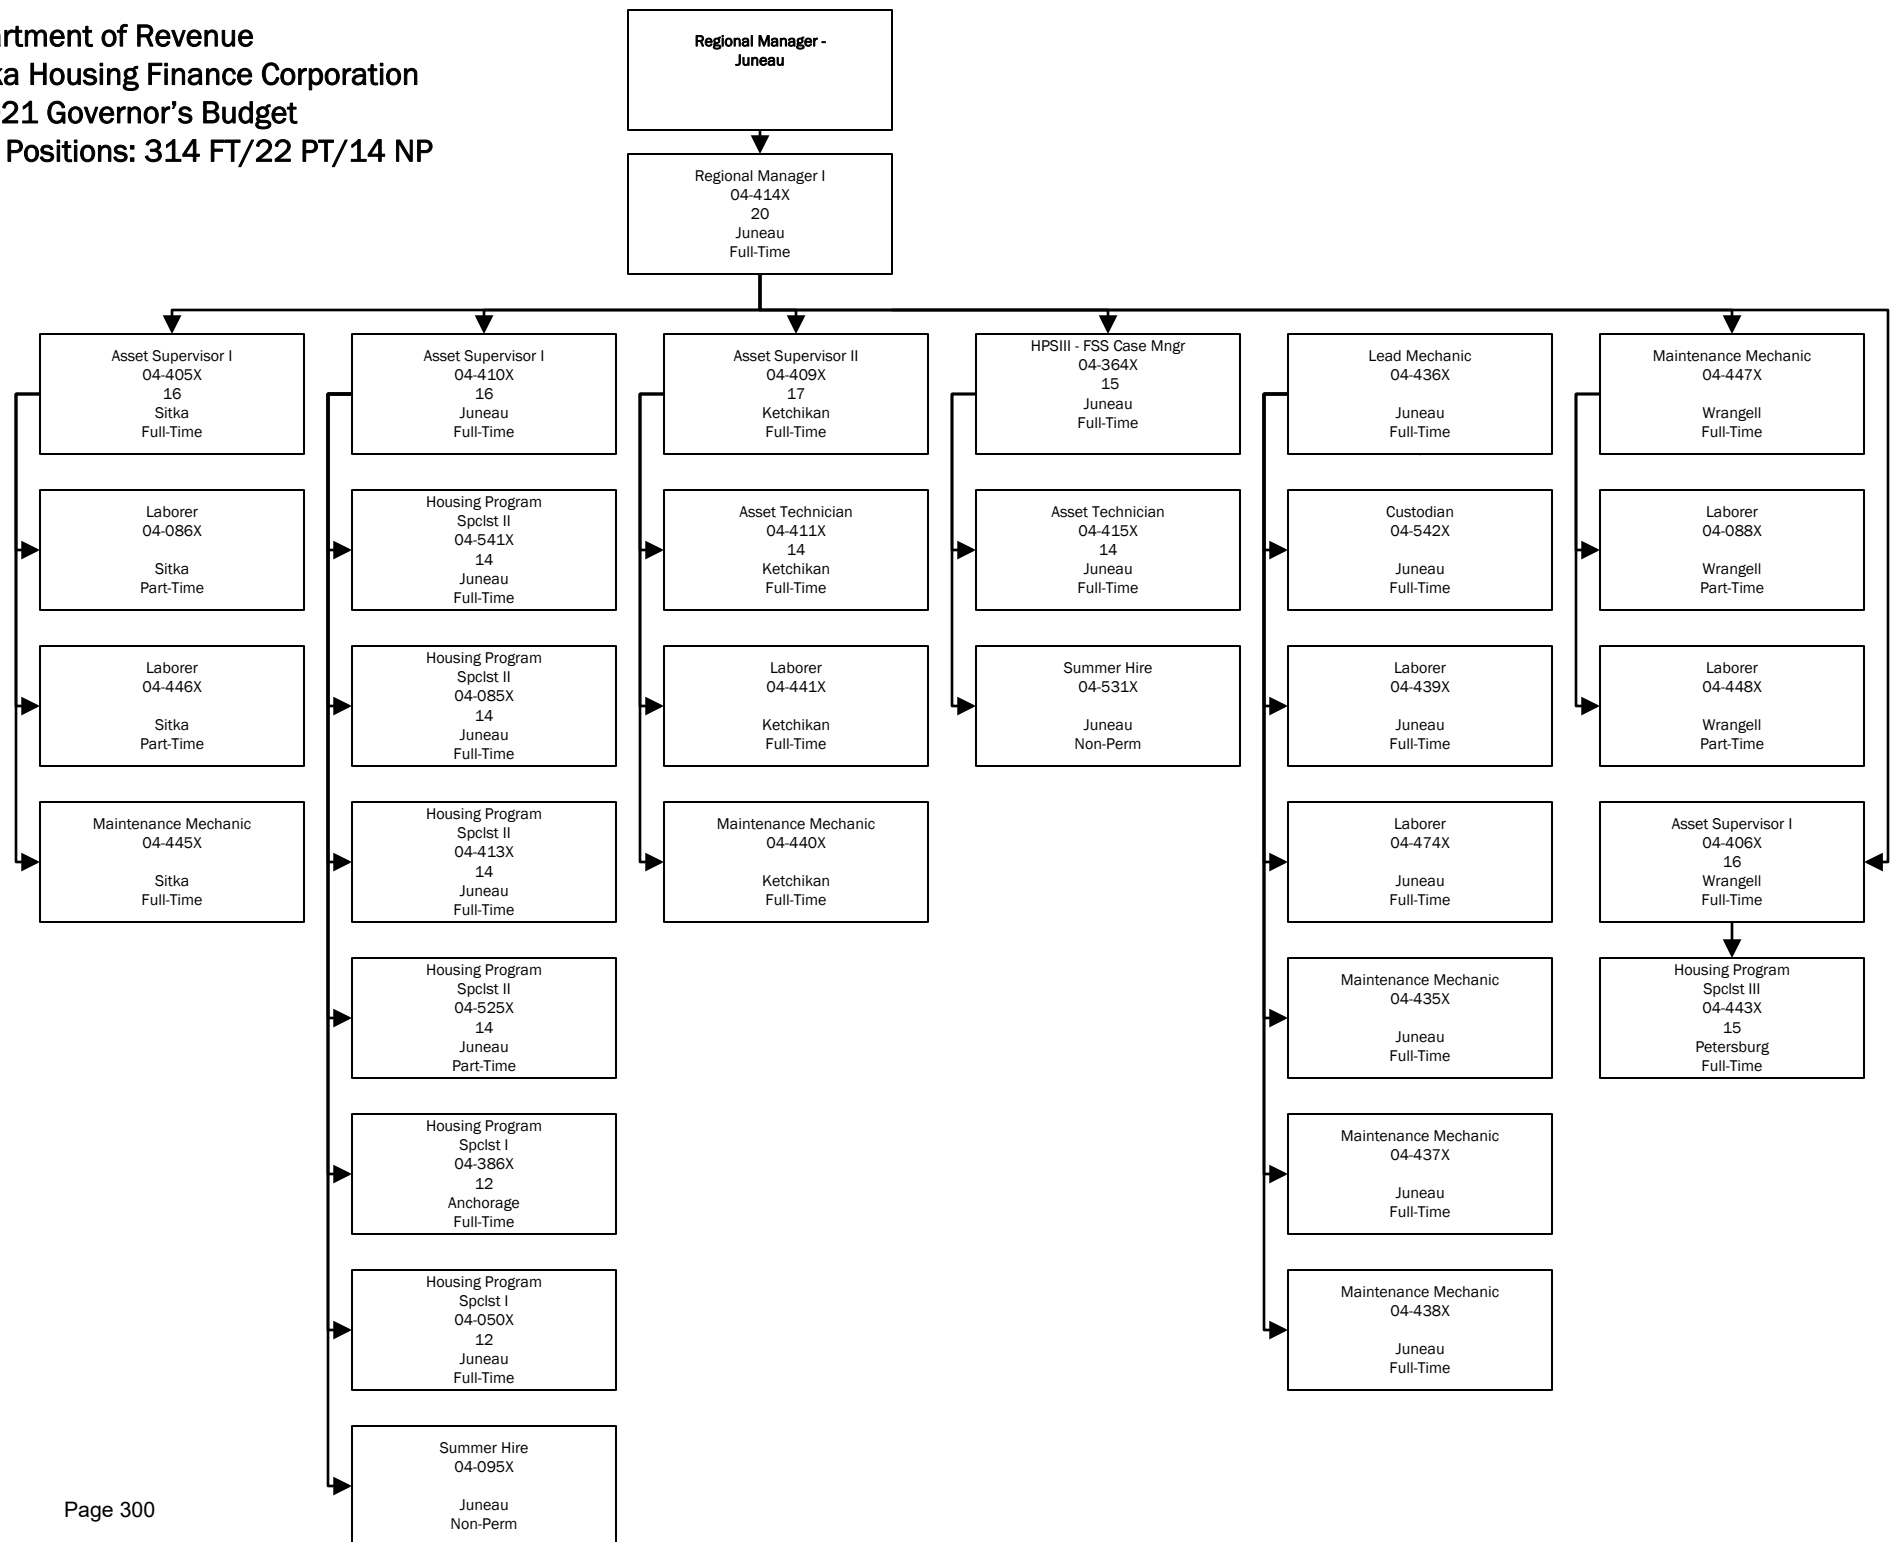 rtment of Revenue
a Housing Finance Corporation
21 Governor's Budget
Positions: 314 FT/22 PT/14 NP
Regional Manager -
Juneau
Regional Manager I
04-414X
20
Juneau
Full-Time
Asset Supervisor I
04-405X
16
Sitka
Full-Time
Laborer
04-086X
Sitka
Part-Time
Laborer
04-446X
Sitka
Part-Time
Maintenance Mechanic
04-445X
Sitka
Full-Time
Asset Supervisor I
04-410X
16
Juneau
Full-Time
Housing Program
Spclst II
04-541X
14
Juneau
Full-Time
Housing Program
Spclst II
04-085X
14
Juneau
Full-Time
Housing Program
Spclst II
04-413X
14
Juneau
Full-Time
Housing Program
Spclst II
04-525X
14
Juneau
Part-Time
Housing Program
Spclst I
04-386X
12
Anchorage
Full-Time
Housing Program
Spclst I
04-050X
12
Juneau
Full-Time
Summer Hire
04-095X
Juneau
Non-Perm
Asset Supervisor II
04-409X
17
Ketchikan
Full-Time
Asset Technician
04-411X
14
Ketchikan
Full-Time
Laborer
04-441X
Ketchikan
Full-Time
Maintenance Mechanic
04-440X
Ketchikan
Full-Time
HPSIII - FSS Case Mngr
04-364X
15
Juneau
Full-Time
Asset Technician
04-415X
14
Juneau
Full-Time
Summer Hire
04-531X
Juneau
Non-Perm
Lead Mechanic
04-436X
Juneau
Full-Time
Custodian
04-542X
Juneau
Full-Time
Laborer
04-439X
Juneau
Full-Time
Laborer
04-474X
Juneau
Full-Time
Maintenance Mechanic
04-435X
Juneau
Full-Time
Maintenance Mechanic
04-437X
Juneau
Full-Time
Maintenance Mechanic
04-438X
Juneau
Full-Time
Maintenance Mechanic
04-447X
Wrangell
Full-Time
Laborer
04-088X
Wrangell
Part-Time
Laborer
04-448X
Wrangell
Part-Time
Asset Supervisor I
04-406X
16
Wrangell
Full-Time
Housing Program
Spclst III
04-443X
15
Petersburg
Full-Time
Page 300